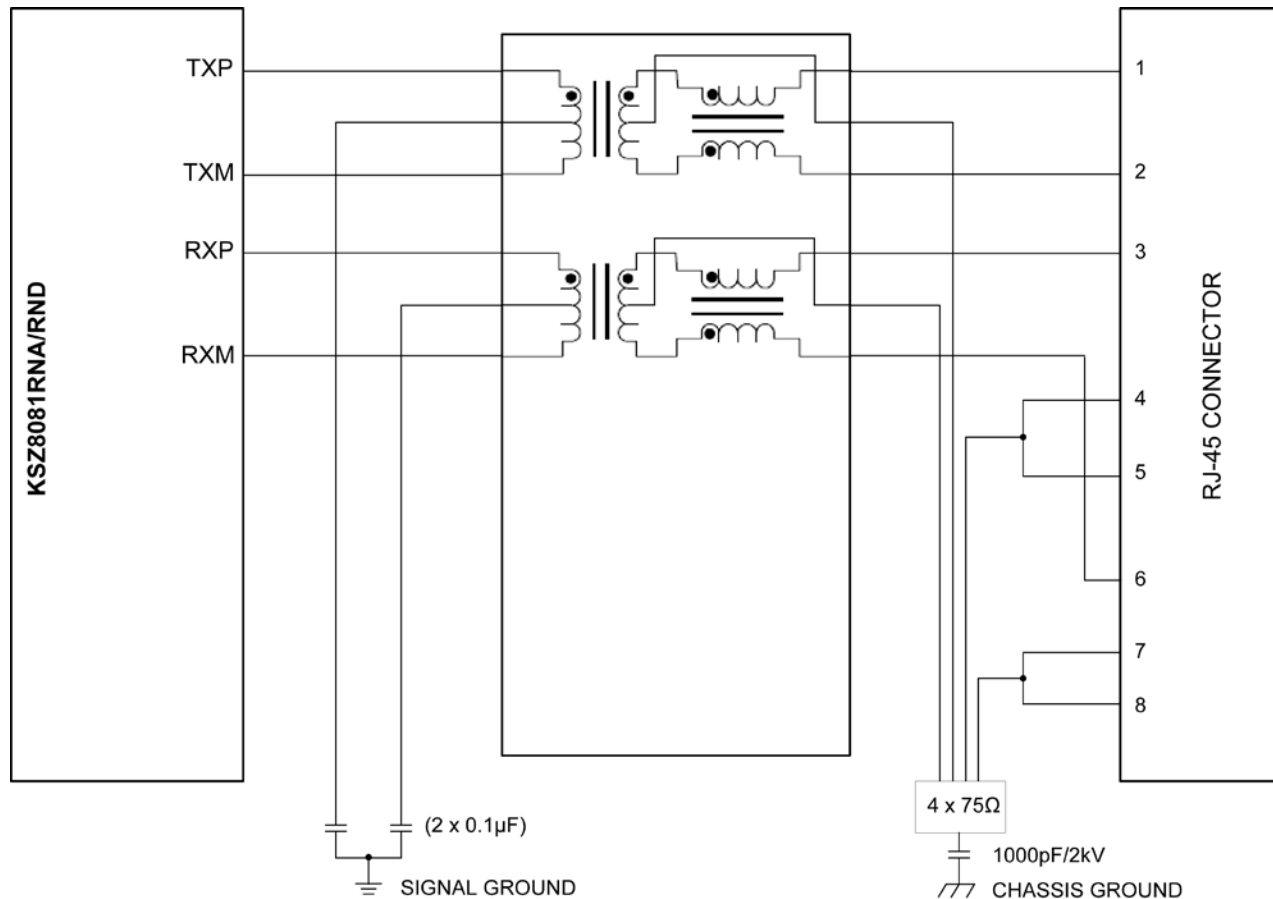 KSZ8081RNA/RND
TXP
TXM
RXP
RXM
1
2
3
4
5
6
7
8
RJ-45 CONNECTOR
(2 x 0.1µF)
SIGNAL GROUND
4 x 75Ω
1000pF/2kV
CHASSIS GROUND